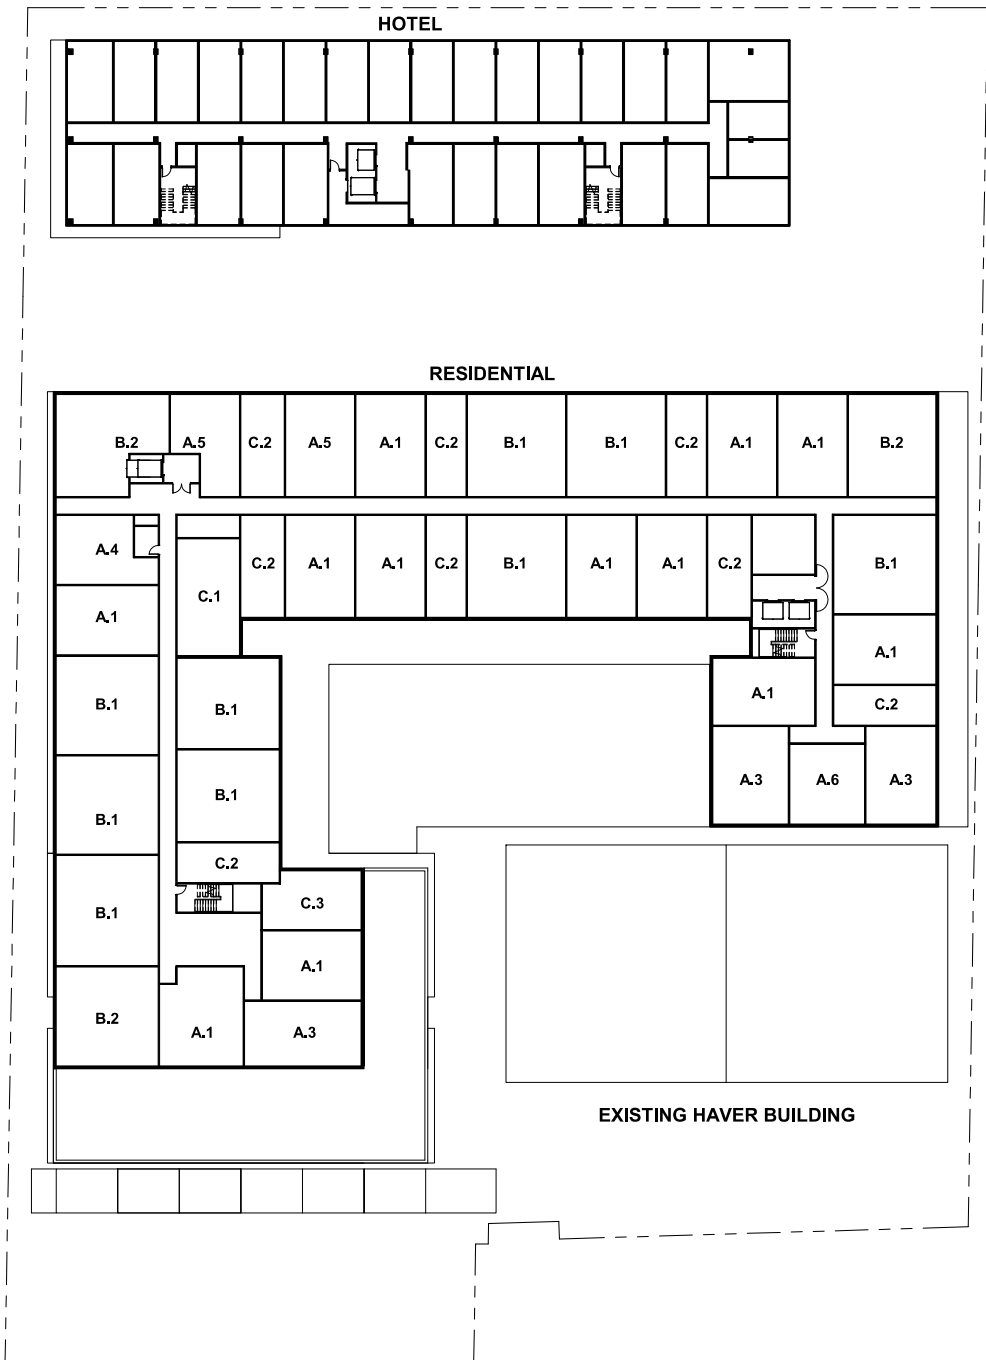 HOTEL
RESIDENTIAL
B.2 A.5 C.2 A.5 A.1 C.2 B.1 B.1 C.2 A.1 A.1 B.2
A.4
C.2 A.1 A.1 C.2 B.1 A.1 A.1 C.2 B.1
A.1 C.1
A.1
A.1
B.1 B.1 C.2
A.3 A.6 A.3
B.1 B.1
C.2
B.1 C.3
A.1
B.2 A.1 A.3
EXISTING HAVER BUILDING